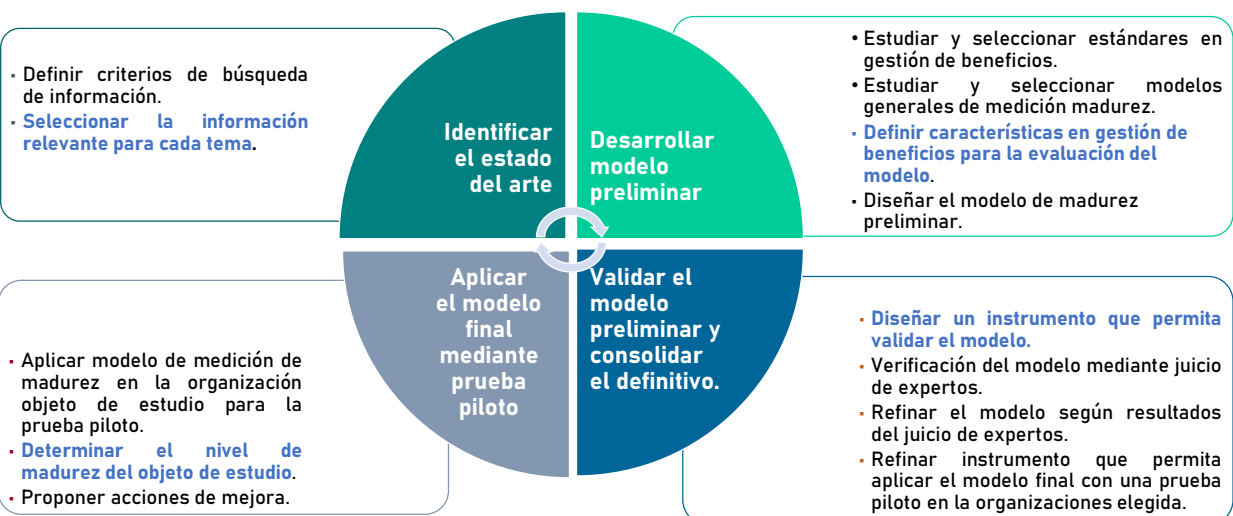 Definir criterios de búsqueda
de información.
Seleccionar la información
relevante para cada tema.
Identificar
el estado
del arte
Desarrollar
modelo
preliminar
• Estudiar y seleccionar estándares en
gestión de beneficios.
• Estudiar y seleccionar modelos
generales de medición madurez.
Definir características en gestión de
beneficios para la evaluación del
modelo.
Diseñar el modelo de madurez
preliminar.
Aplicar modelo de medición de
madurez en la organización
objeto de estudio para la
prueba piloto.
Determinar el nivel de
madurez del objeto de estudio.
Proponer acciones de mejora.
Aplicar
el modelo
final
mediante
prueba
piloto
Validar el
modelo
preliminar y
consolidar
el definitivo.
Diseñar un instrumento que permita
validar el modelo.
Verificación del modelo mediante juicio
de expertos.
Refinar el modelo según resultados
del juicio de expertos.
Refinar instrumento que permita
aplicar el modelo final con una prueba
piloto en la organizaciones elegida.